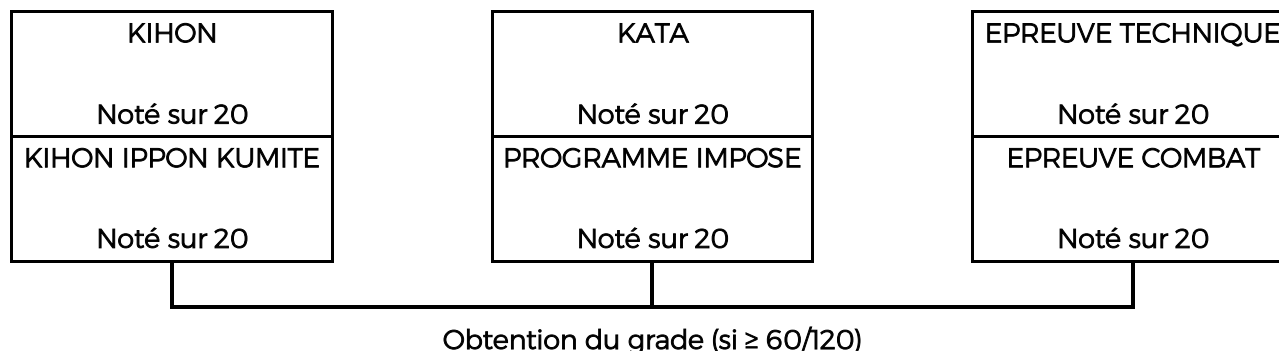 KIHON
Noté sur 20
KIHON IPPON KUMITE
Noté sur 20
KATA
Noté sur 20
PROGRAMME IMPOSE
Noté sur 20
EPREUVE TECHNIQUE
Noté sur 20
EPREUVE COMBAT
Noté sur 20
Obtention du grade (si ≥ 60/120)